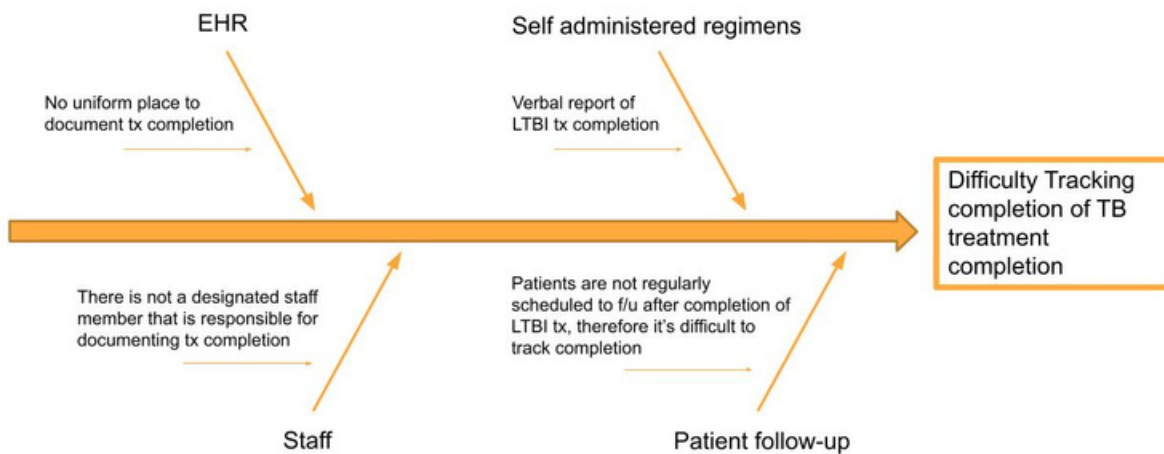 EHR
Self administered regimens
No uniform place to
document tx completion
Verbal report of
LTBI tx completion
Difficulty Tracking
completion of TB
treatment
completion
There is not a designated staff
member that is responsible for
documenting tx completion
Patients are not regularly
scheduled to f/u after completion of
LTBI tx, therefore it's difficult to
track completion
Staff
Patient follow-up